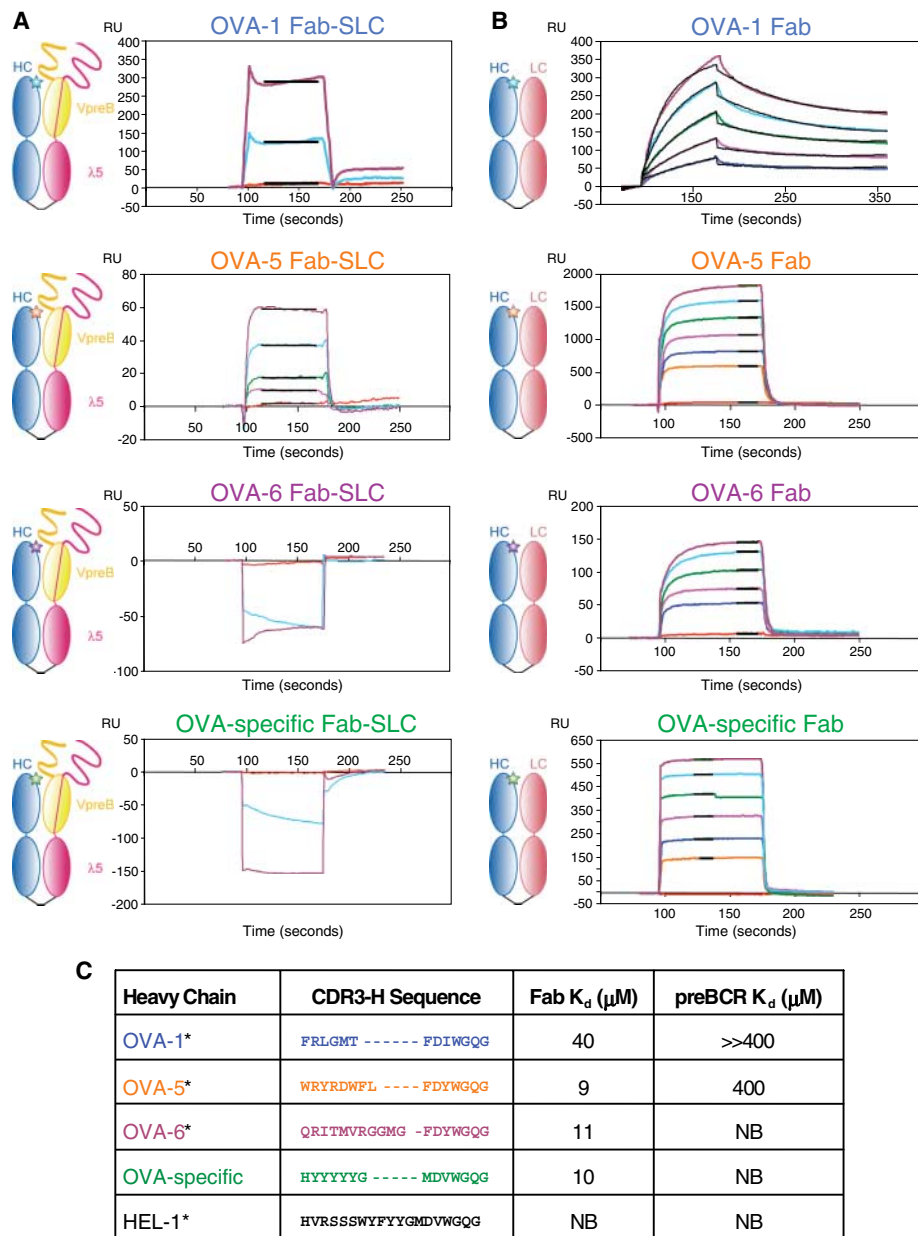 A
RU
OVA-1 Fab-SLC
HC
VpreB
λ5
400
350
300
250
200
150
100
50
0
-50
50
100
150
200
250
Time (seconds)
RU
OVA-5 Fab-SLC
HC
VpreB
λ5
80
60
40
20
0
-20
50
100
150
200
250
Time (seconds)
RU
OVA-6 Fab-SLC
HC
VpreB
λ5
50
0
-50
-100
50
100
150
200
250
Time (seconds)
RU
OVA-specific Fab-SLC
HC
VpreB
λ5
50
0
-50
-100
-150
-200
50
100
150
200
250
Time (seconds)
B
RU
OVA-1 Fab
HC
LC
400
350
300
250
200
150
100
50
0
-50
150
250
350
Time (seconds)
RU
OVA-5 Fab
HC
LC
2000
1500
1000
500
0
-500
100
150
200
250
Time (seconds)
RU
OVA-6 Fab
HC
LC
200
150
100
50
0
-50
100
150
200
250
Time (seconds)
RU
OVA-specific Fab
HC
LC
650
550
450
350
250
150
50
-50
100
150
200
250
Time (seconds)
C
Heavy Chain CDR3-H Sequence Fab Kd (μM) preBCR Kd (μM)
OVA-1* FRLGMT ------ FDIWGQG 40 >>400
OVA-5* WRYRDWFL ---- FDYWGQG 9 400
OVA-6* QRITMVRGGMG -FDYWGQG 11 NB
OVA-specific HYYYYYG ----- MDVWGQG 10 NB
HEL-1* HVRSSSWYFYYGMDVWGQG NB NB